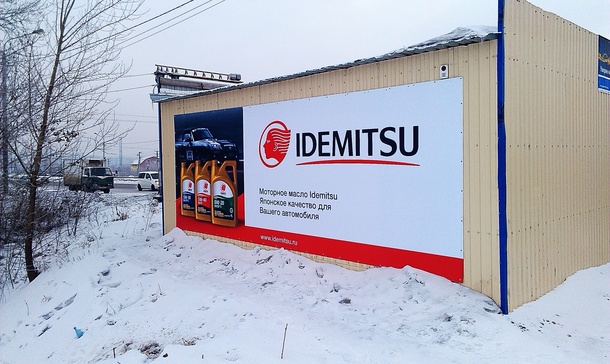 IDEMITSU
Моторное масло Idemitsu
Японское качество для
Вашего автомобиля
www.idemitsu.ru